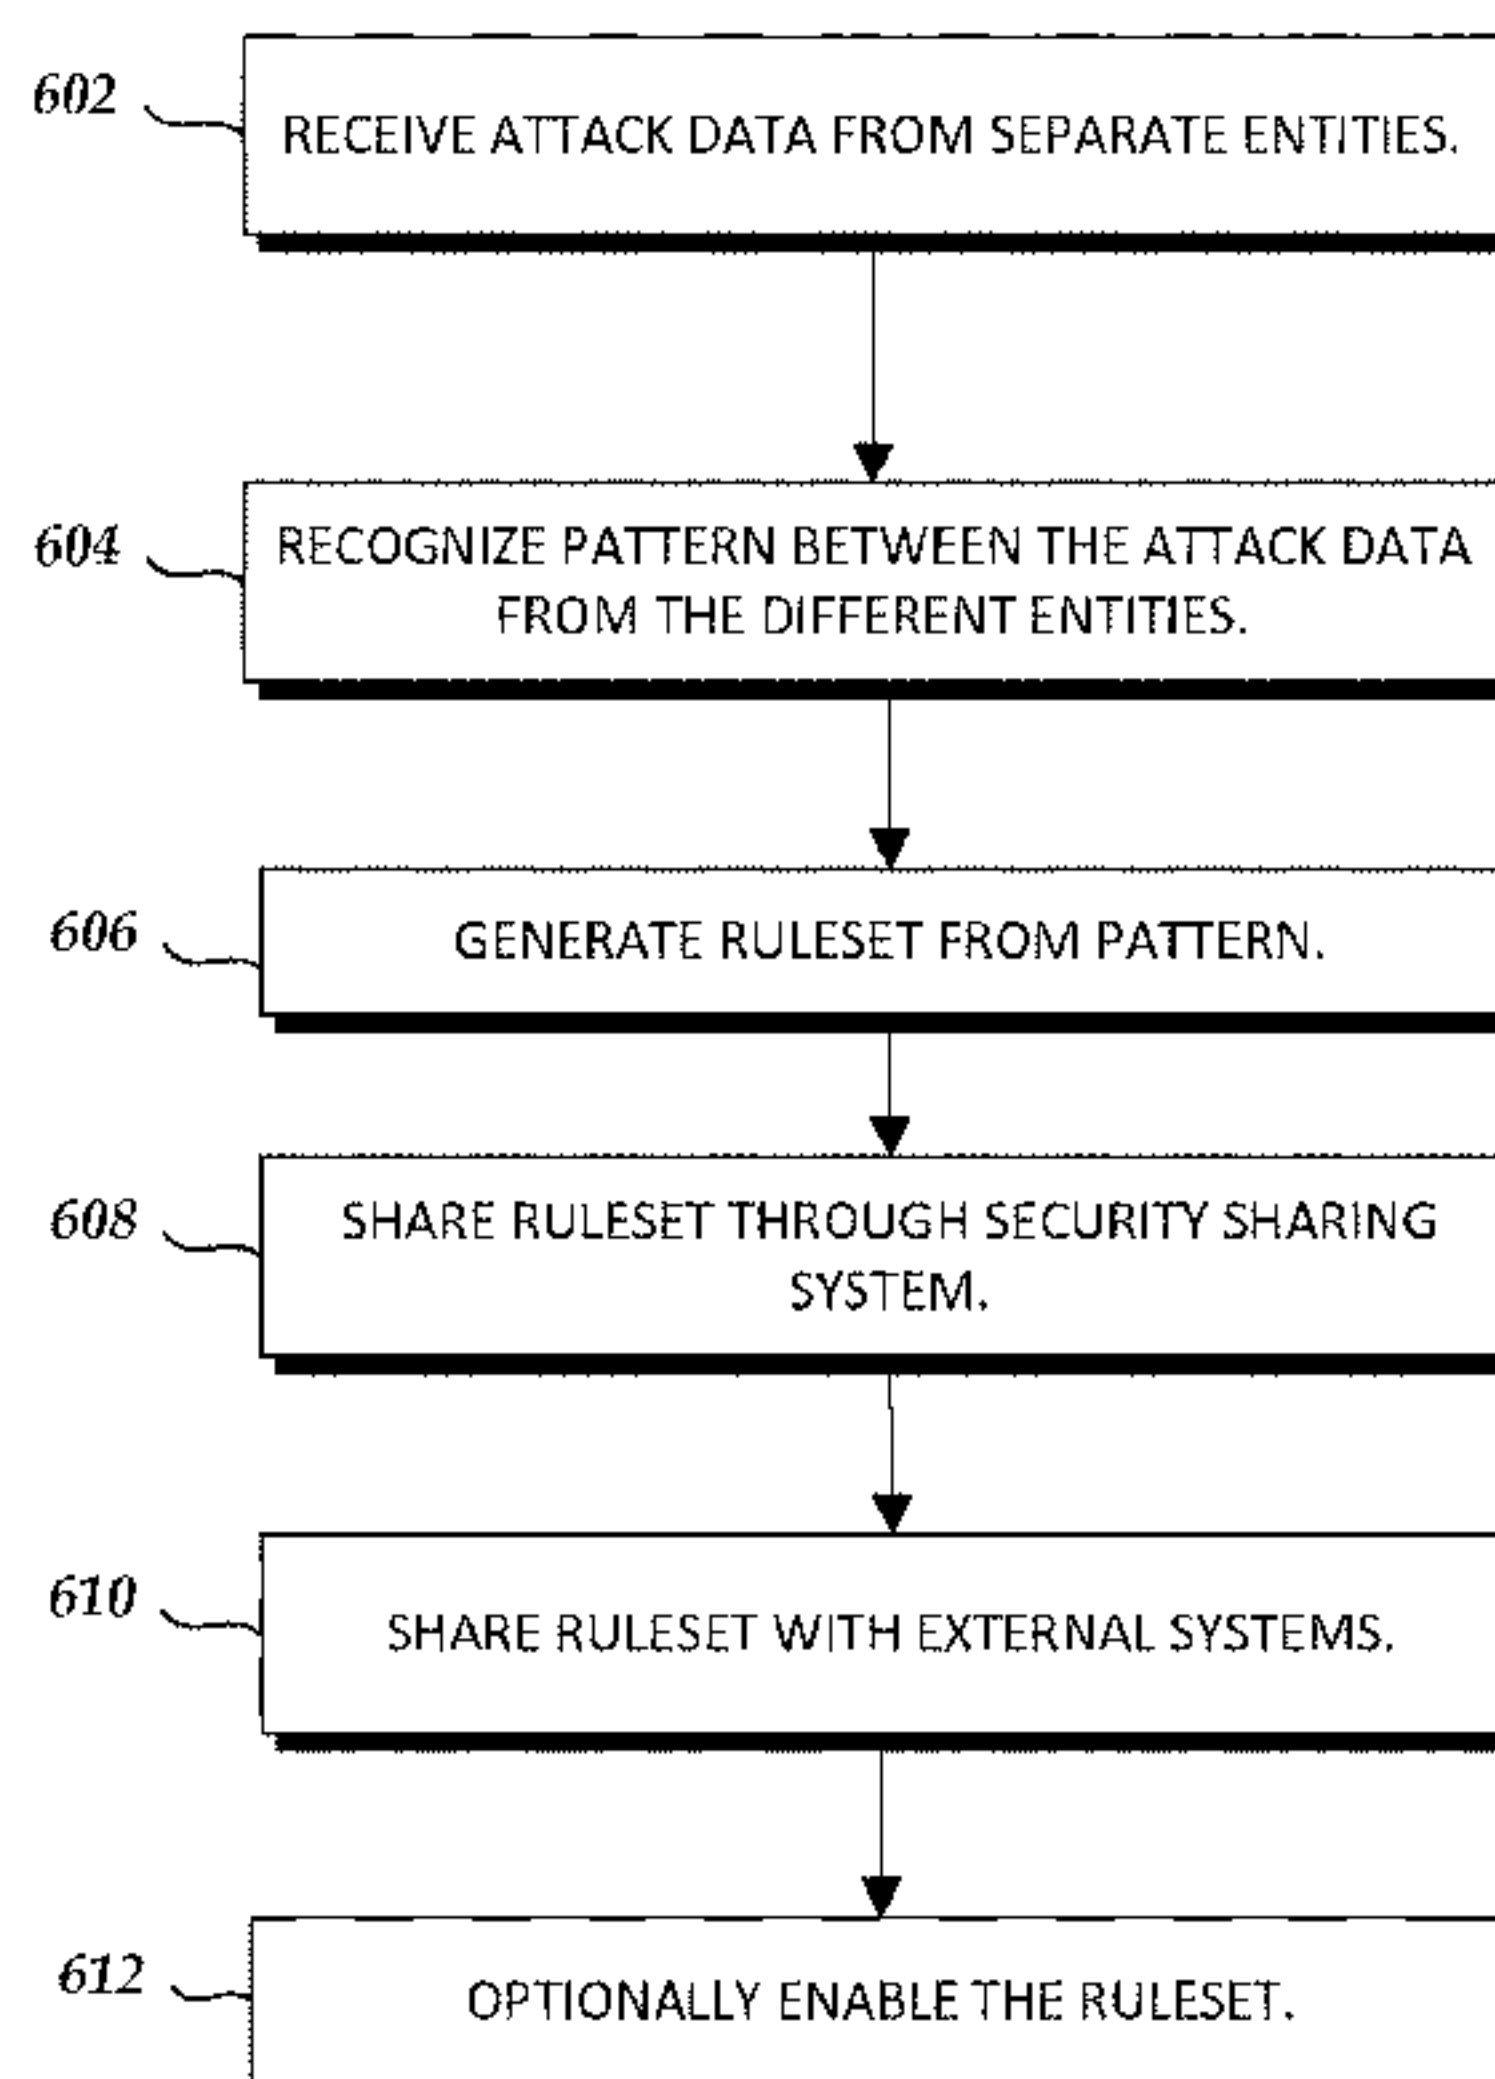 602
RECEIVE ATTACK DATA FROM SEPARATE ENTITIES.
604
RECOGNIZE PATTERN BETWEEN THE ATTACK DATA
FROM THE DIFFERENT ENTITIES.
606
GENERATE RULESET FROM PATTERN.
608
SHARE RULESET THROUGH SECURITY SHARING
SYSTEM.
610
SHARE RULESET WITH EXTERNAL SYSTEMS.
612
OPTIONALLY ENABLE THE RULESET.